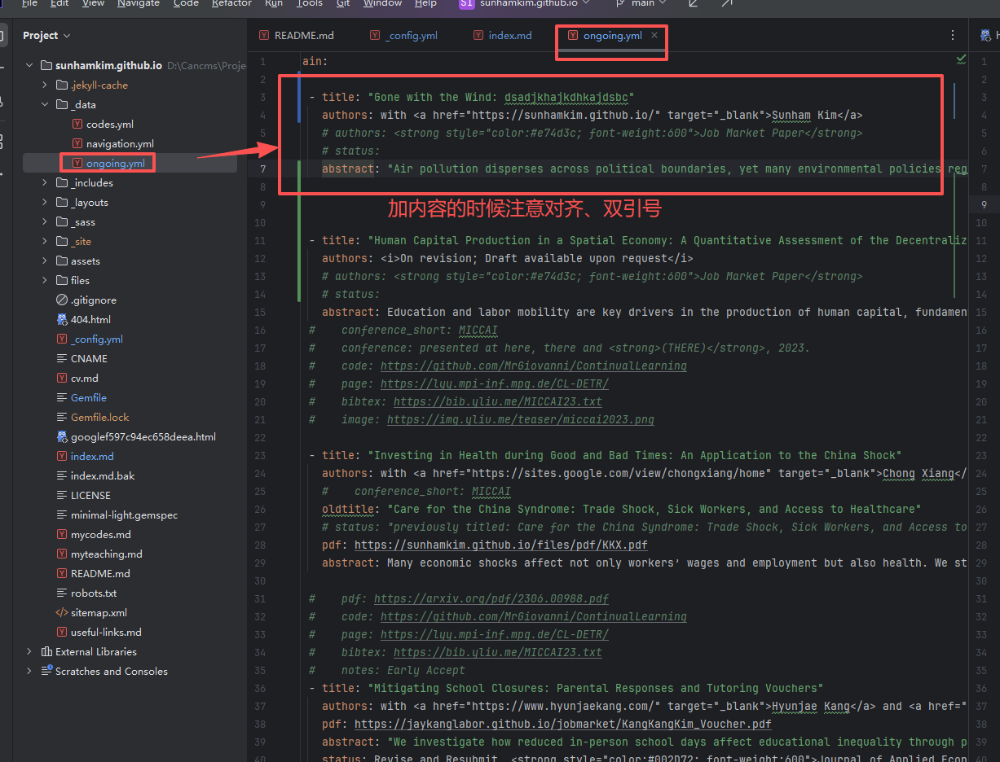 File Edit View Navigate Code Refactor Run Tools Git Window Help S1 sunhamkim.github.io main
Project
README.md _config.yml index.md ongoing.yml
sunhamkim.github.io D:\Cancms\Proje
.jekyll-cache
_data
codes.yml
navigation.yml
ongoing.yml
_includes
_layouts
_sass
_site
assets
files
.gitignore
404.html
_config.yml
CNAME
cv.md
Gemfile
Gemfile.lock
googlef597c94ec658deea.html
index.md
index.md.bak
LICENSE
minimal-light.gemspec
mycodes.md
myteaching.md
README.md
robots.txt
sitemap.xml
useful-links.md
External Libraries
Scratches and Consoles
1 ain:
2
3 - title: "Gone with the Wind: dsadjkhajkdhkajdsbc"
4 authors: with <a href="https://sunhamkim.github.io/" target="_blank">Sunham Kim</a>
5 # authors: <strong style="color:#e74d3c; font-weight:600">Job Market Paper</strong>
6 # status:
7 abstract: "Air pollution disperses across political boundaries, yet many environmental policies reg
8
9 加内容的时候注意对齐、双引号
10
11 - title: "Human Capital Production in a Spatial Economy: A Quantitative Assessment of the Decentraliz
12 authors: <i>On revision; Draft available upon request</i>
13 # authors: <strong style="color:#e74d3c; font-weight:600">Job Market Paper</strong>
14 # status:
15 abstract: Education and labor mobility are key drivers in the production of human capital, fundamen
16 # conference_short: MICCAI
17 # conference: presented at here, there and <strong>(THERE)</strong>, 2023.
18 # code: https://github.com/MrGiovanni/ContinualLearning
19 # page: https://lyy.mpi-inf.mpg.de/CL-DETR/
20 # bibtex: https://bib.yliu.me/MICCAI23.txt
21 # image: https://img.yliu.me/teaser/miccai2023.png
22
23 - title: "Investing in Health during Good and Bad Times: An Application to the China Shock"
24 authors: with <a href="https://sites.google.com/view/chongxiang/home" target="_blank">Chong Xiang</
25 # conference_short: MICCAI
26 oldtitle: "Care for the China Syndrome: Trade Shock, Sick Workers, and Access to Healthcare"
27 # status: "previously titled: Care for the China Syndrome: Trade Shock, Sick Workers, and Access to
28 pdf: https://sunhamkim.github.io/files/pdf/KKX.pdf
29 abstract: Many economic shocks affect not only workers’ wages and employment but also health. We st
30
31 # pdf: https://arxiv.org/pdf/2306.00988.pdf
32 # code: https://github.com/MrGiovanni/ContinualLearning
33 # page: https://lyy.mpi-inf.mpg.de/CL-DETR/
34 # bibtex: https://bib.yliu.me/MICCAI23.txt
35 # notes: Early Accept
36 - title: "Mitigating School Closures: Parental Responses and Tutoring Vouchers"
37 authors: with <a href="https://www.hyunjaekang.com/" target="_blank">Hyunjae Kang</a> and <a href="
38 pdf: https://jaykanglabor.github.io/jobmarket/KangKangKim_Voucher.pdf
39 abstract: "We investigate how reduced in-person school days affect educational inequality through p
40 status: Revise and Resubmit, <strong style="color:#002D72; font-weight:600">Journal of Applied Econ